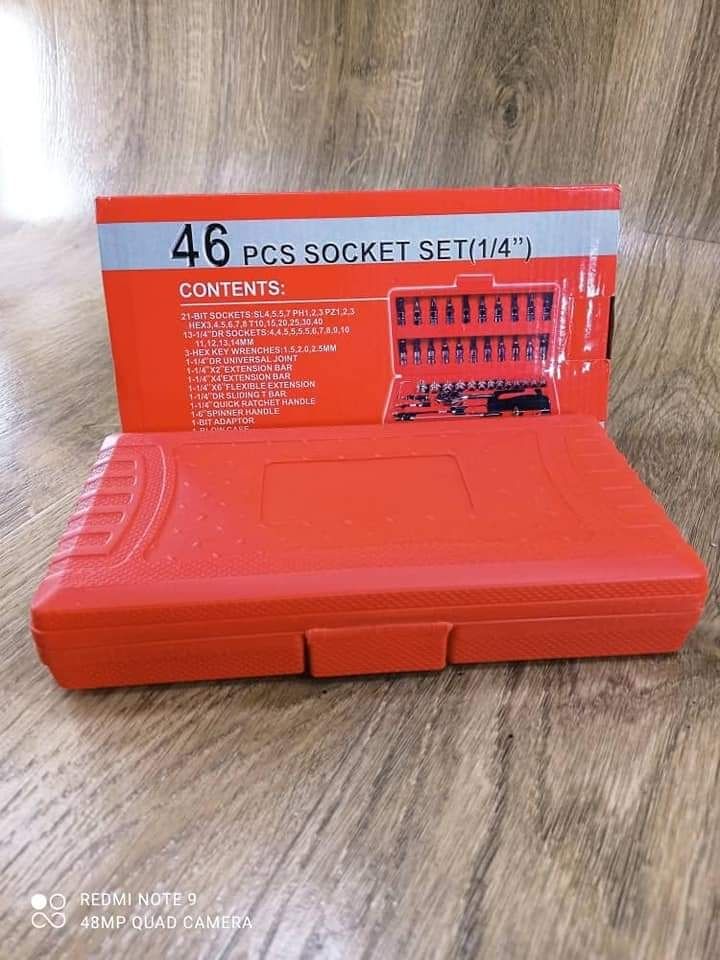 46 PCS SOCKET SET(1/4")
CONTENTS:
21-BIT SOCKETS:SL4,5.5,7 PH1,2,3 PZ1,2,3
HEX3,4,5,6,7,8 T10,15,20,25,30,40
13-1/4"DR SOCKETS:4,4.5,5,5.5,6,7,8,9,10
11,12,13,14MM
3-HEX KEY WRENCHES:1.5,2.0,2.5MM
1-1/4"DR UNIVERSAL JOINT
1-1/4"X2"EXTENSION BAR
1-1/4"X4"EXTENSION BAR
1-1/4"X6"FLEXIBLE EXTENSION
1-1/4"DR SLIDING T BAR
1-1/4"QUICK RATCHET HANDLE
1-6"SPINNER HANDLE
1-BIT ADAPTOR
1-BLOW CASE
REDMI NOTE 9
48MP QUAD CAMERA